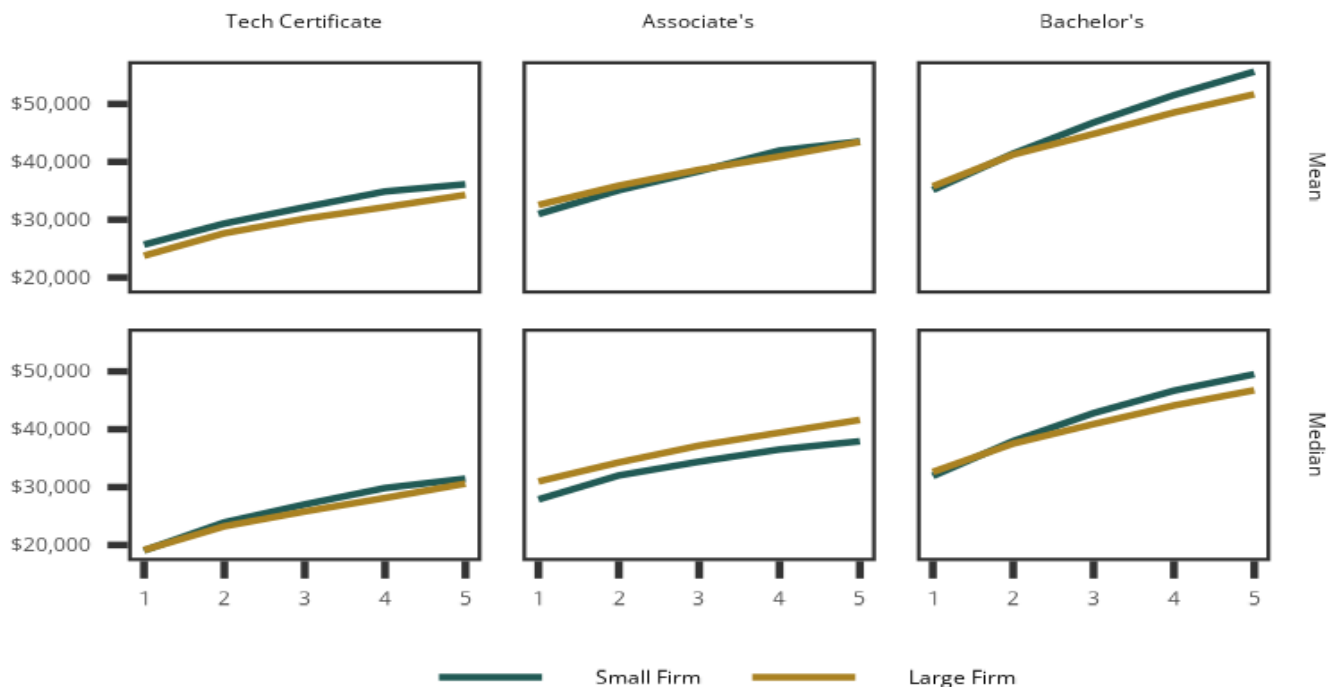 Tech Certificate Associate's Bachelor's
$50,000
$40,000
$30,000
$20,000
Mean
$50,000
$40,000
$30,000
$20,000
Median
1 2 3 4 5 1 2 3 4 5 1 2 3 4 5
Small Firm Large Firm